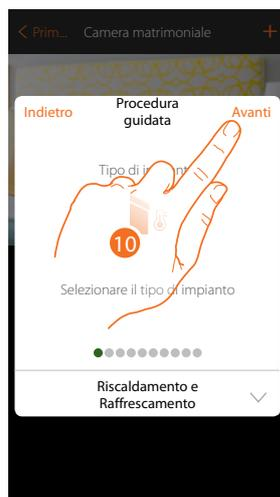 < Prim... Camera matrimoniale +
Indietro Procedura guidata Avanti
Tipo di
10
Selezionare il tipo di impianto
Riscaldamento e
Raffrescamento